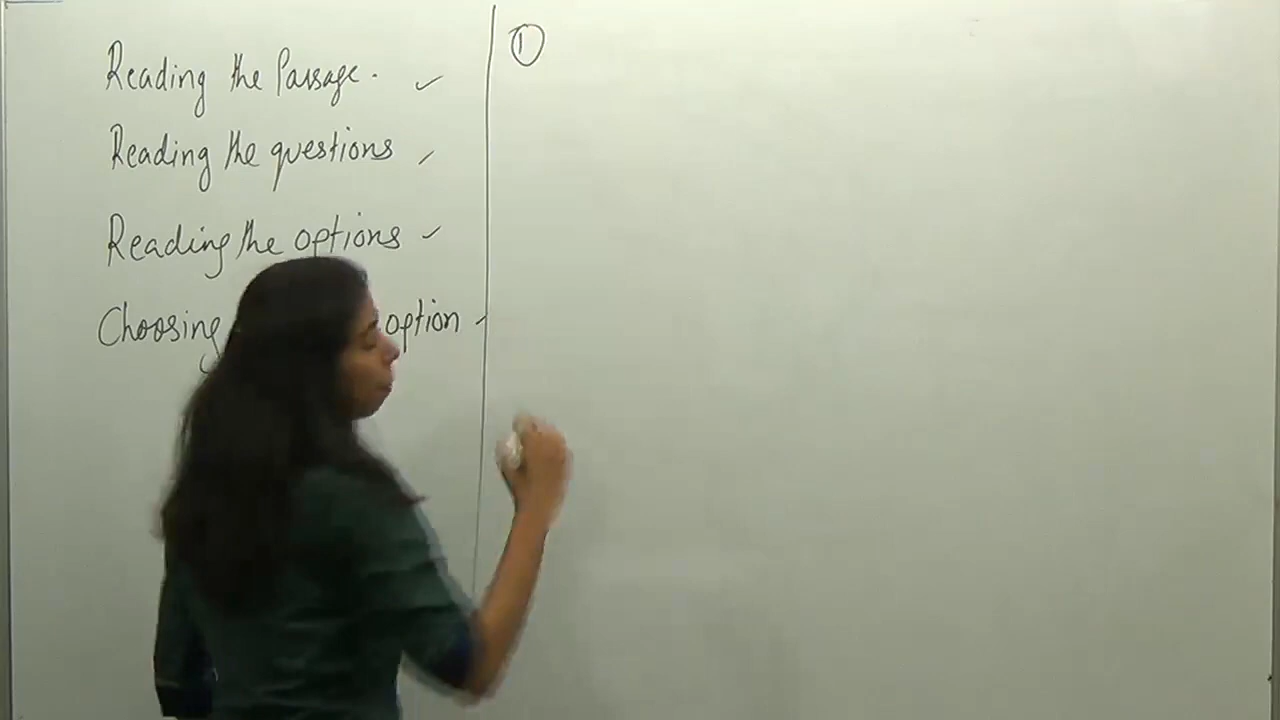 Reading the Passage.
Reading the questions
Reading the options
Choosing option
1